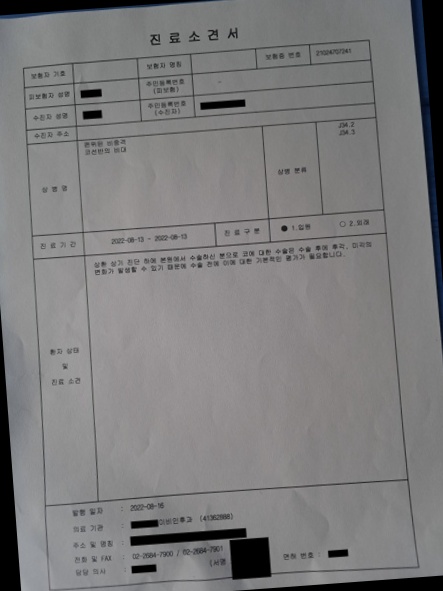 진료소견서
보험자 기호 보험자 명칭 보험증 번호 21024707241
피보험자 성명 주민등록번호 (피보험) -
수진자 성명 주민등록번호 (수진자)
수진자 주소
상 병 명 편위된 비중격 상병 분류 J34.2
코선반의 비대 J34.3
진 료 기 간 2022-08-13 - 2022-08-13 진 료 구 분 ● 1.입원 ○ 2.외래
상환 상기 진단 하에 본원에서 수술하신 분으로 코에 대한 수술은 수술 후에 후각, 미각의
변화가 발생할 수 있기 때문에 수술 전에 이에 대한 기본적인 평가가 필요합니다.
환자 상태
및
진료 소견
발행 일자 : 2022-08-16
의료 기관 : 이비인후과 (41362888)
주소 및 명칭 :
전화 및 FAX : 02-2684-7900 / 02-2684-7901
담당 의사 : (서명 면허 번호 :